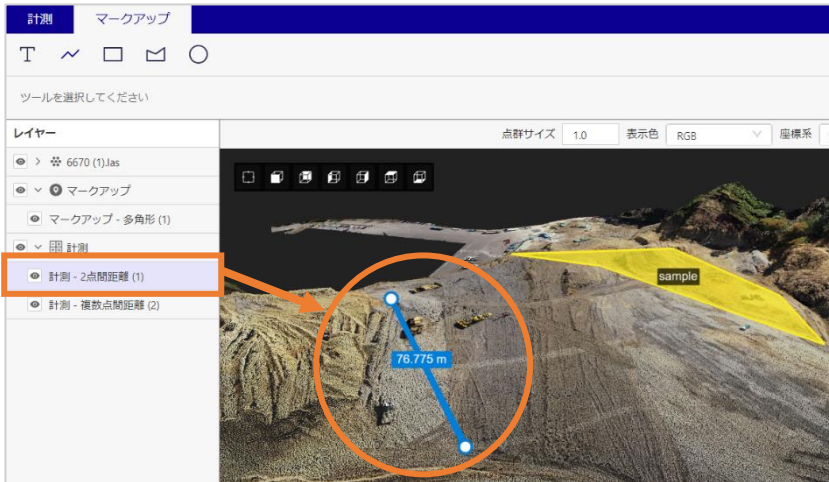 計測 マークアップ
T
ツールを選択してください
レイヤー
点群サイズ 1.0 表示色 RGB 座標系
6670 (1).las
マークアップ
マークアップ - 多角形 (1)
計測
計測 - 2点間距離 (1)
計測 - 複数点間距離 (2)
sample
76.775 m